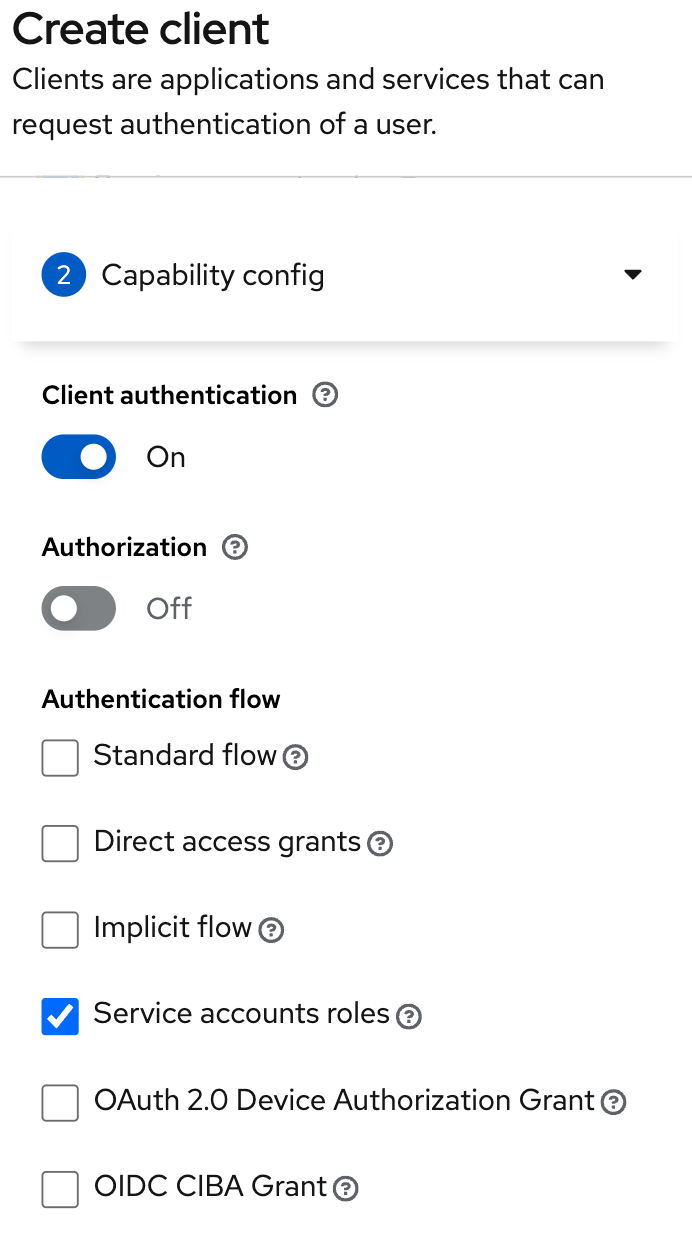 Create client
Clients are applications and services that can
request authentication of a user.
2 Capability config
Client authentication
On
Authorization
Off
Authentication flow
Standard flow
Direct access grants
Implicit flow
Service accounts roles
OAuth 2.0 Device Authorization Grant
OIDC CIBA Grant